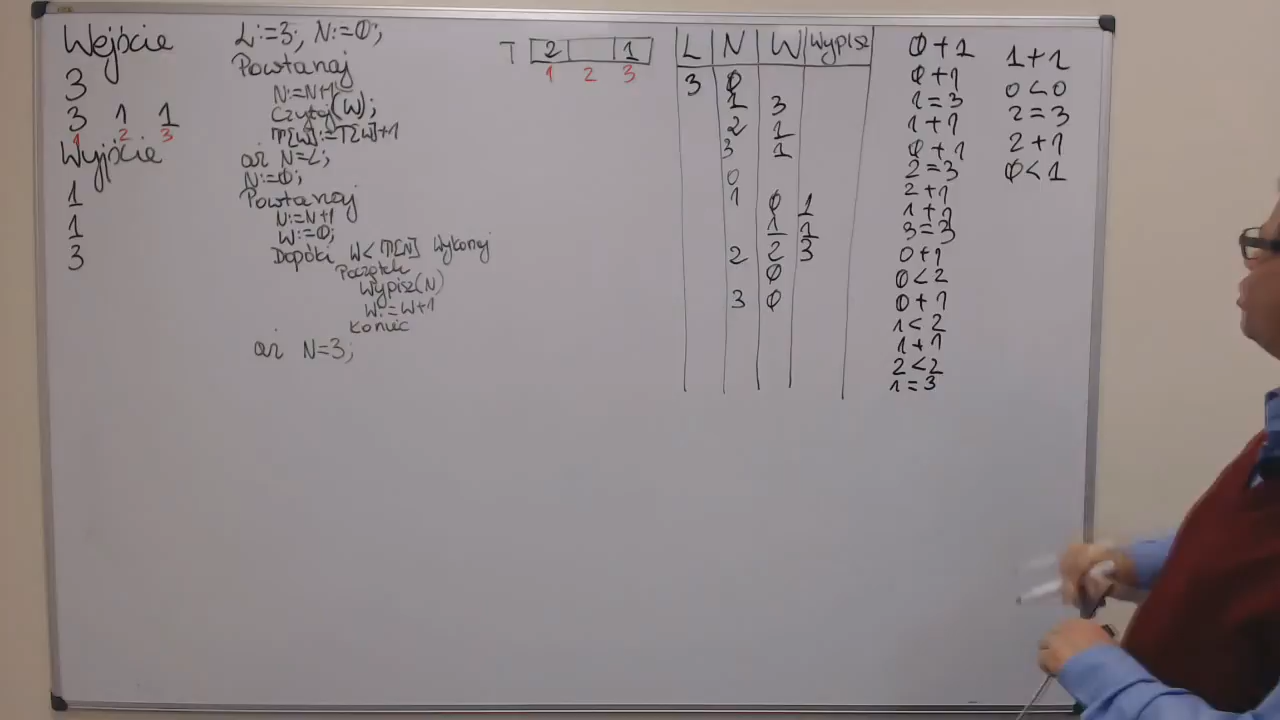 Wejście
3
3 1 1
1 2 3
Wyjście
1
1
3
L:=3; N:=0;
Powtarzaj
N:=N+1;
Czytaj(W);
T[W]:=T[W]+1
aż N=L;
N:=0;
Powtarzaj
N:=N+1
W:=0;
Dopóki W<T[N] Wykonaj
Początek
Wypisz(N)
W:=W+1
Koniec
aż N=3;
T 2 1
1 2 3
L N W Wypisz
3 0
1 3
2 1
3 1
0
1 0 1
1 1
2 2 3
0
3 0
0+1
0+1
1=3
1+1
0+1
2=3
2+1
1+1
3=3
0+1
0<2
0+1
1<2
1+1
2<2
1=3
1+1
0<0
2=3
2+1
0<1